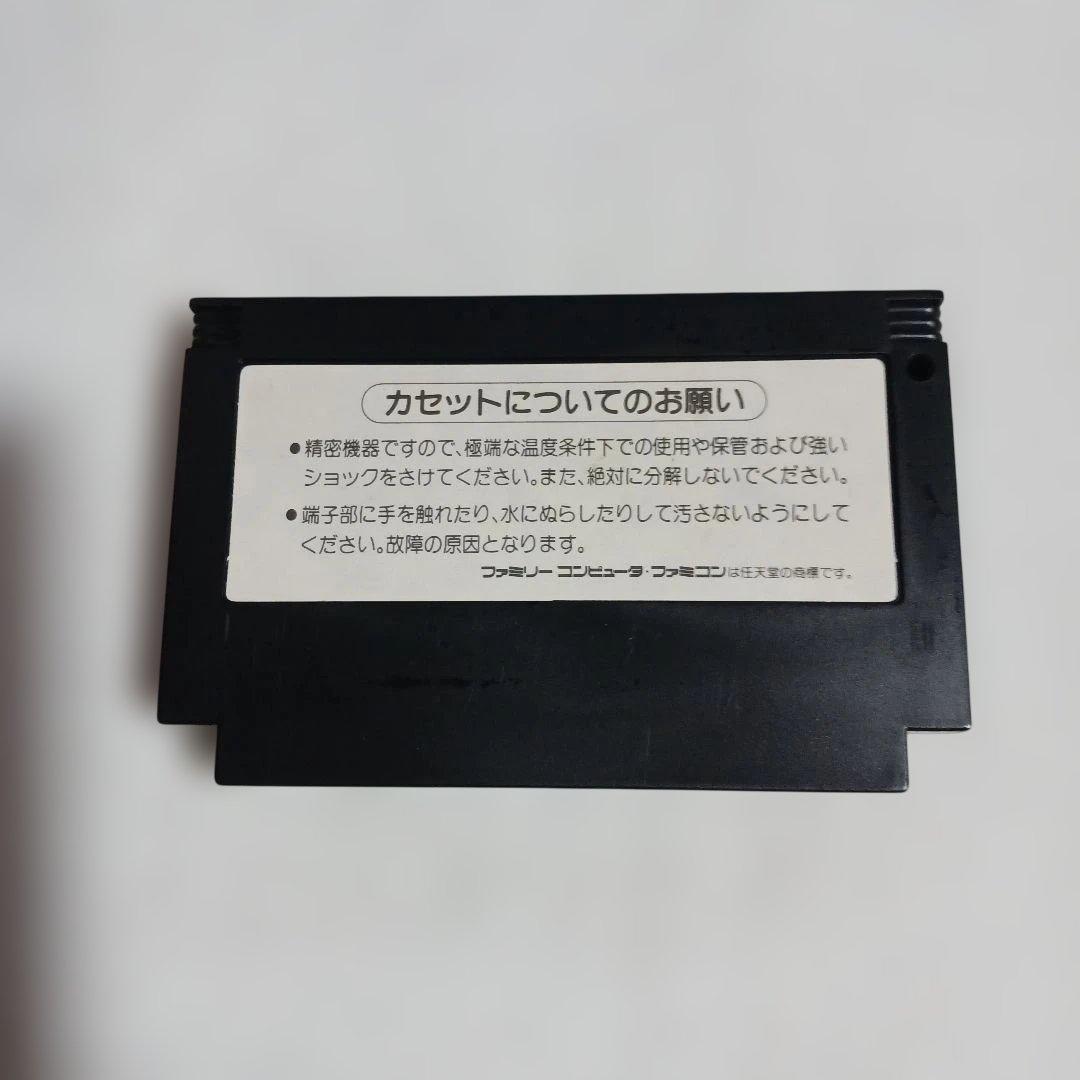 カセットについてのお願い
●精密機器ですので、極端な温度条件下での使用や保管および強い
ショックをさけてください。また、絶対に分解しないでください。
●端子部に手を触れたり、水にぬらしたりして汚さないようにして
ください。故障の原因となります。
ファミリー コンピュータ・ファミコンは任天堂の商標です。